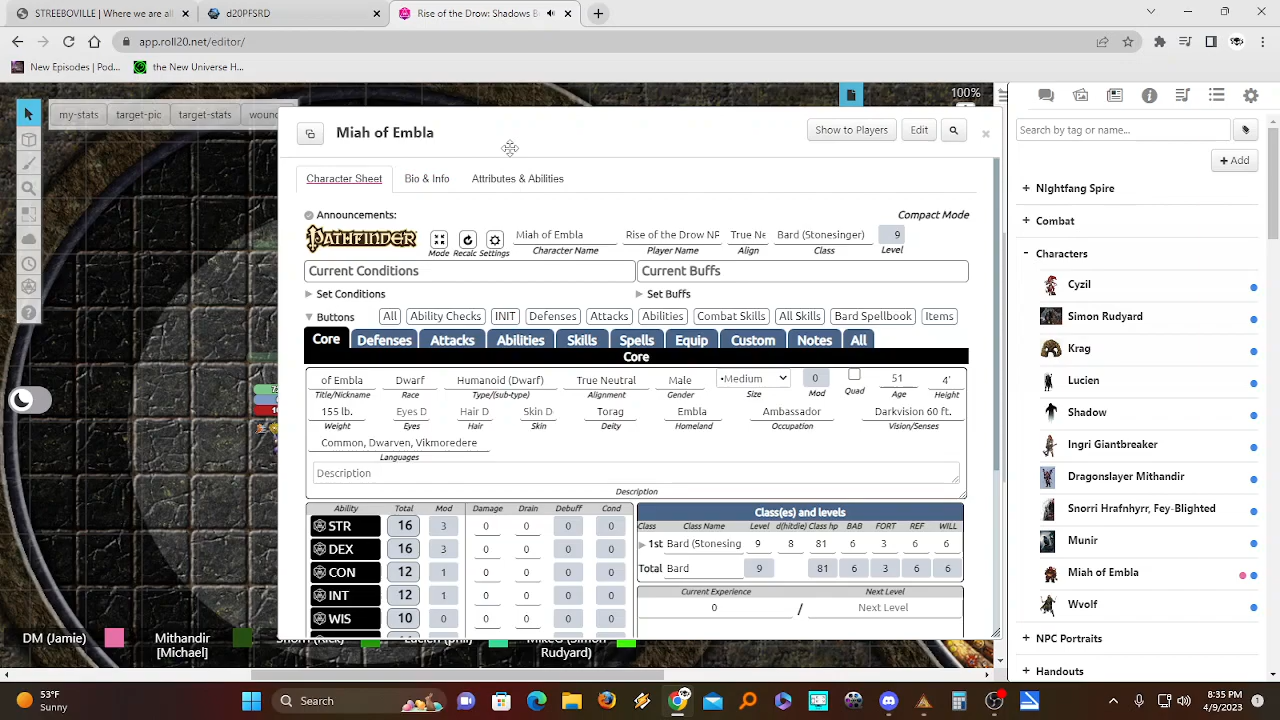 STREEBOVILLE | Where we are all
d20PFSRD
Rise of the Drow: Shadows B
app.roll20.net/editor/
New Episodes | Pod...
the New Universe H...
100%
my-stats
target-pic
target-stats
wound
Miah of Embla
Show to Players
Edit
Character Sheet
Bio & Info
Attributes & Abilities
Announcements:
Compact Mode
PATHFINDER
Mode Recalc Settings
Miah of Embla
Rise of the Drow NP
True Ne
Bard (Stonesinger)
9
Character Name
Player Name
Align
Class
Level
Current Conditions
Current Buffs
Set Conditions
Set Buffs
Buttons
All
Ability Checks
INIT
Defenses
Attacks
Abilities
Combat Skills
All Skills
Bard Spellbook
Items
Core
Defenses
Attacks
Abilities
Skills
Spells
Equip
Custom
Notes
All
Core
of Embla Dwarf Humanoid (Dwarf) True Neutral Male •Medium 0 51 4'
Title/Nickname Race Type/(sub-type) Alignment Gender Size Mod Quad Age Height
155 lb. Eyes D Hair D Skin D Torag Embla Ambassador Darkvision 60 ft.
Weight Eyes Hair Skin Deity Homeland Occupation Vision/Senses
Common, Dwarven, Vikmoredere
Languages
Description
Description
Ability Total Mod Damage Drain Debuff Cond
STR 16 3 0 0 0 0
DEX 16 3 0 0 0 0
CON 12 1 0 0 0 0
INT 12 1 0 0 0 0
WIS 10 0 0 0 0 0
Class(es) and levels
Class Class Name Level d(hitdie) Class hp BAB FORT REF WILL
1st Bard (Stonesing 9 8 81 6 3 6 6
Total Bard 9 81 6 3 6 6
Current Experience
Next Level
0 / Next Level
DM (Jamie)
Mithandir
[Michael]
Rudyard)
Search by tag or name...
+ Add
+ NIghtfang Spire
+ Combat
- Characters
Cyzil
Simon Rudyard
Krag
Lucien
Shadow
Ingri Giantbreaker
Dragonslayer Mithandir
Snorri Hrafnhyrr, Fey-Blighted
Munir
Miah of Embla
Wvolf
+ NPC Portraits
+ Handouts
53°F
Sunny
Search
8:35 PM
4/9/2023